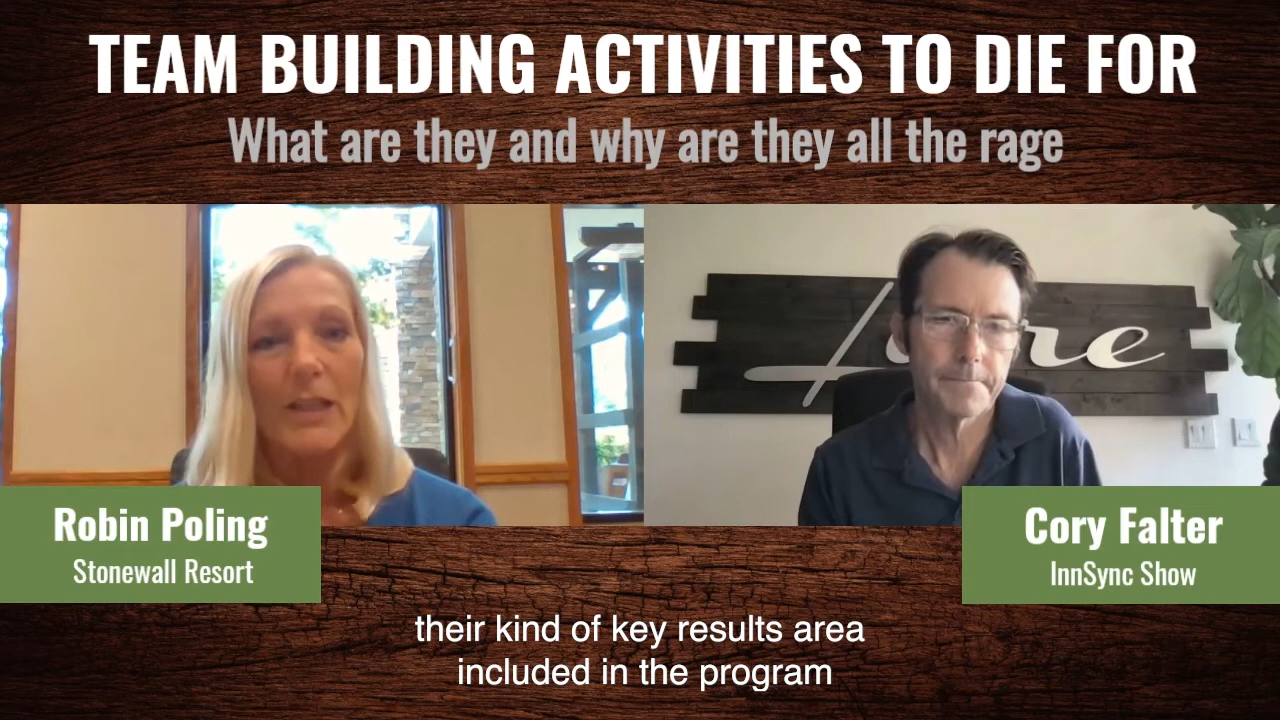 TEAM BUILDING ACTIVITIES TO DIE FOR
What are they and why are they all the rage
Robin Poling
Stonewall Resort
Cory Falter
InnSync Show
their kind of key results area
included in the program